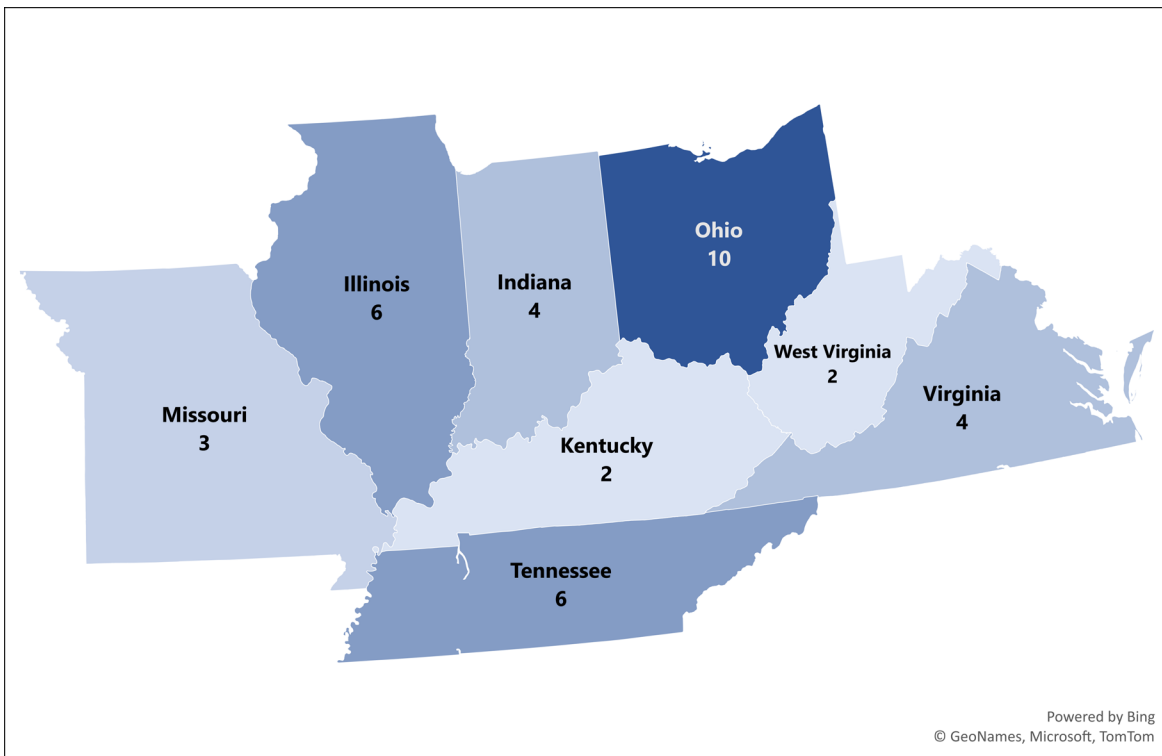 Ohio
10
Illinois
6
Indiana
4
West Virginia
2
Virginia
4
Missouri
3
Kentucky
2
Tennessee
6
Powered by Bing
© GeoNames, Microsoft, TomTom